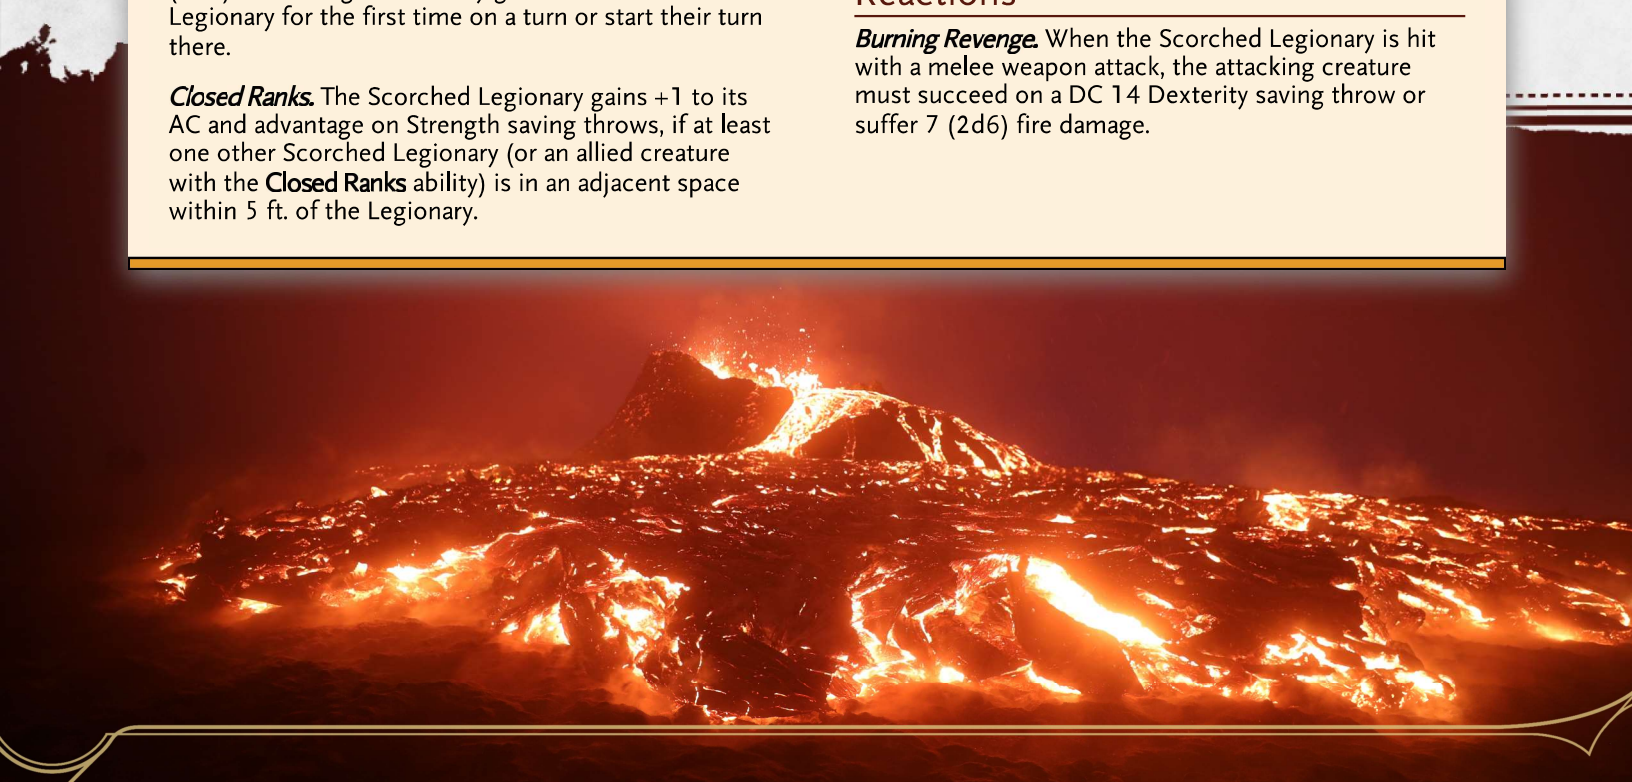 Legionary for the first time on a turn or start their turn
there.
Closed Ranks. The Scorched Legionary gains +1 to its
AC and advantage on Strength saving throws, if at least
one other Scorched Legionary (or an allied creature
with the Closed Ranks ability) is in an adjacent space
within 5 ft. of the Legionary.
Reactions
Burning Revenge. When the Scorched Legionary is hit
with a melee weapon attack, the attacking creature
must succeed on a DC 14 Dexterity saving throw or
suffer 7 (2d6) fire damage.